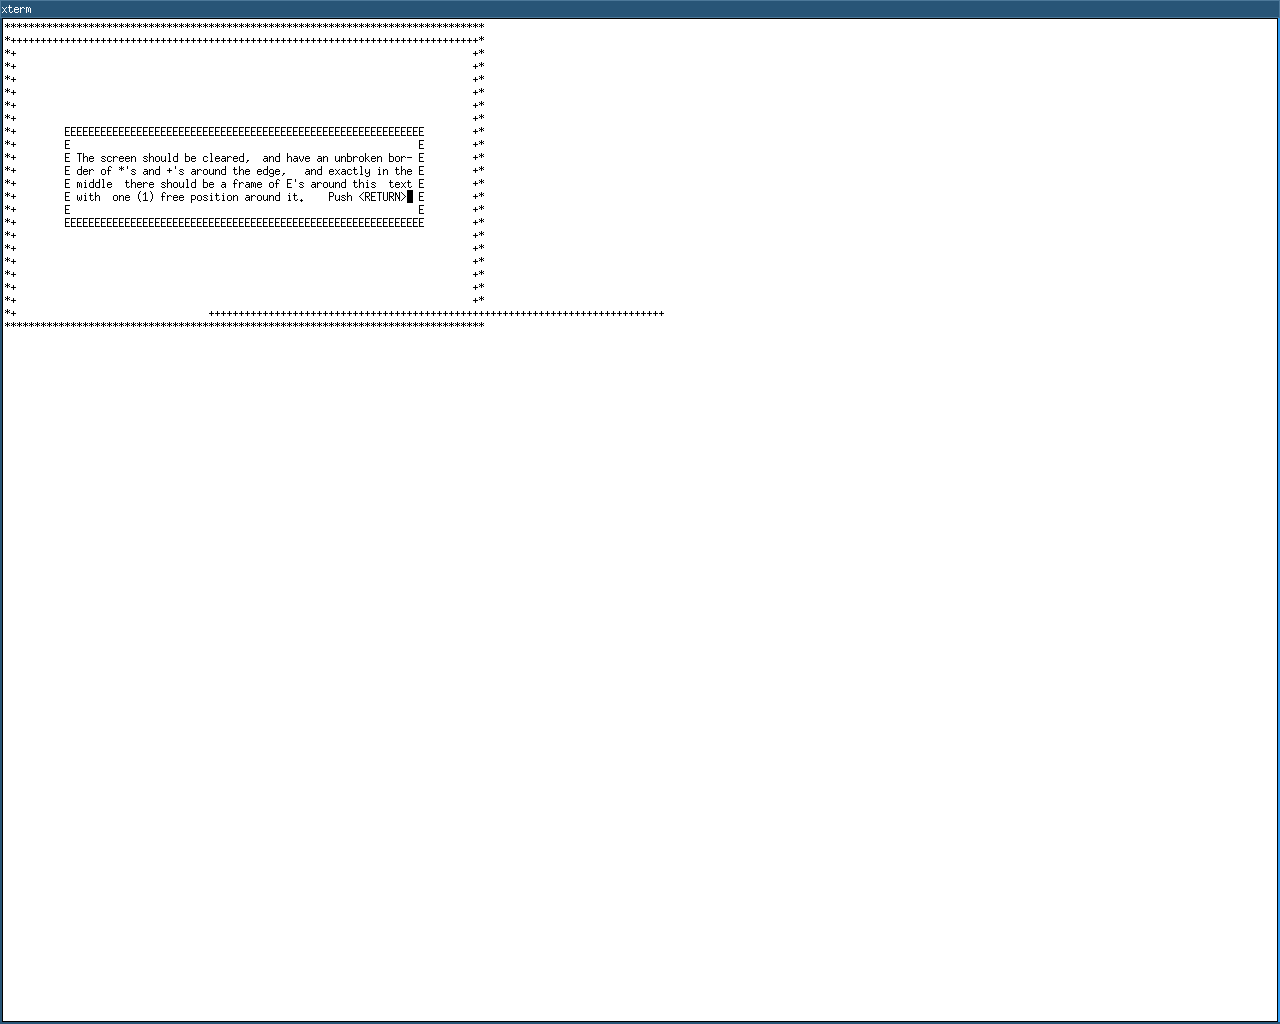 xterm
********************************************************************************
*++++++++++++++++++++++++++++++++++++++++++++++++++++++++++++++++++++++++++++++*
*+                                                                            +*
*+                                                                            +*
*+                                                                            +*
*+                                                                            +*
*+                                                                            +*
*+                                                                            +*
*+        EEEEEEEEEEEEEEEEEEEEEEEEEEEEEEEEEEEEEEEEEEEEEEEEEEEEEEEEEEEE        +*
*+        E                                                          E        +*
*+        E The screen should be cleared,  and have an unbroken bor- E        +*
*+        E der of *'s and +'s around the edge,   and exactly in the E        +*
*+        E middle  there should be a frame of E's around this  text E        +*
*+        E with  one (1) free position around it.    Push <RETURN>  E        +*
*+        E                                                          E        +*
*+        EEEEEEEEEEEEEEEEEEEEEEEEEEEEEEEEEEEEEEEEEEEEEEEEEEEEEEEEEEEE        +*
*+                                                                            +*
*+                                                                            +*
*+                                                                            +*
*+                                                                            +*
*+                                                                            +*
*+                                                                            +*
*+                                ++++++++++++++++++++++++++++++++++++++++++++++++++++++++++++++++++++++++++++
********************************************************************************